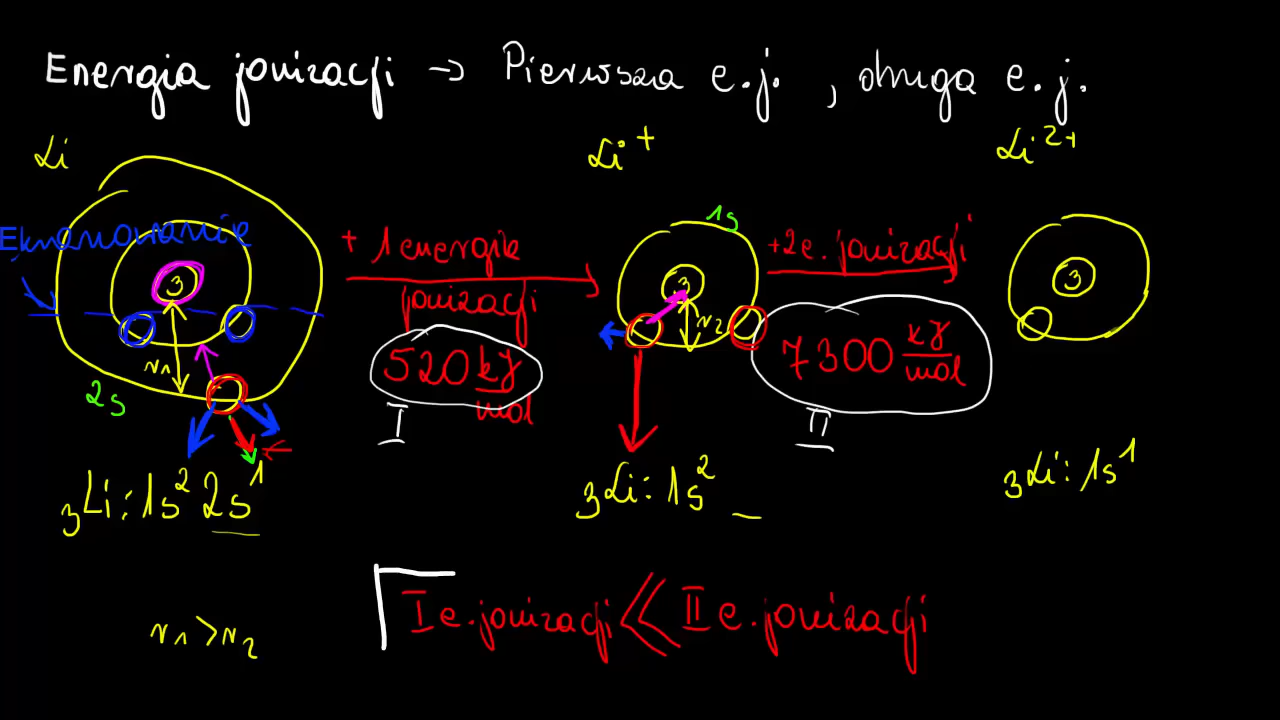 Energia jonizacji → Pierwsza e.j. , druga e.j.
Li
Li⁺
Li²⁺
Ekranowanie
3
r₁
2s
+ 1 energia
jonizacji
520 kJ/mol
I
1s
3
r₂
+2 e. jonizacji
7300 kJ/mol
II
3
₃Li: 1s² 2s¹
₃Li: 1s² _
₃Li: 1s¹
r₁ > r₂
I e. jonizacji << II e. jonizacji